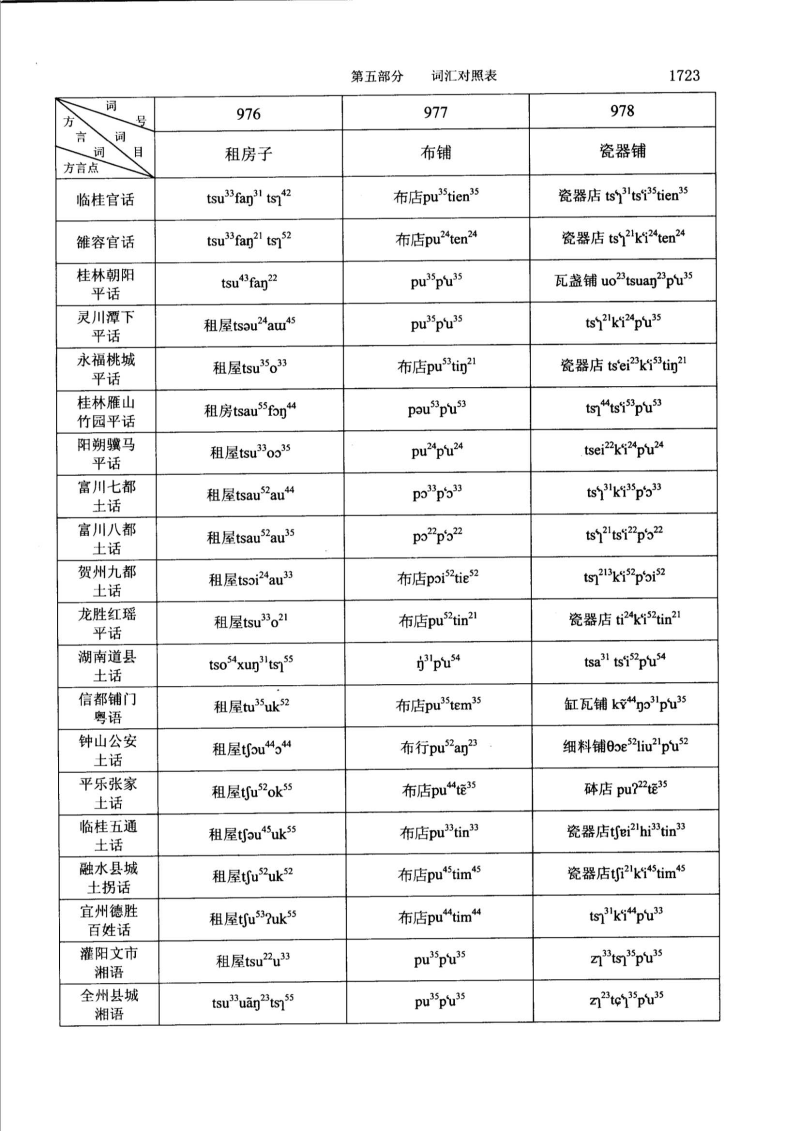 第五部分 词汇对照表 1723
词 号 976 977 978
方言词 词目 租房子 布铺 瓷器铺
方言点
临桂官话 tsu³³faŋ³¹ tsɿ⁴² 布店pu³⁵tien³⁵ 瓷器店 tsʻɿ³¹tsʻi³⁵tien³⁵
雒容官话 tsu³³faŋ²¹ tsɿ⁵² 布店pu²⁴ten²⁴ 瓷器店 tsʻɿ²¹kʻi²⁴ten²⁴
桂林朝阳
平话 tsu⁴³faŋ²² pu³⁵pʻu³⁵ 瓦盏铺 uo²³tsuaŋ²³pʻu³⁵
灵川潭下
平话 租屋tsəu²⁴aɯ⁴⁵ pu³⁵pʻu³⁵ tsʻɿ²¹kʻi²⁴pʻu³⁵
永福桃城
平话 租屋tsu³⁵o³³ 布店pu⁵³tiŋ²¹ 瓷器店 tsʻei²³kʻi⁵³tiŋ²¹
桂林雁山
竹园平话 租房tsau⁵⁵fɔŋ⁴⁴ pəu⁵³pʻu⁵³ tsɿ⁴⁴tsʻi⁵³pʻu⁵³
阳朔骥马
平话 租屋tsu³³oɔ³⁵ pu²⁴pʻu²⁴ tsei²²kʻi²⁴pʻu²⁴
富川七都
土话 租屋tsau⁵²au⁴⁴ pɔ³³pʻɔ³³ tsʻɿ³¹kʻi³⁵pʻɔ³³
富川八都
土话 租屋tsau⁵²au³⁵ pɔ²²pʻɔ²² tsʻɿ²¹tsʻi²²pʻɔ²²
贺州九都
土话 租屋tsɔi²⁴au³³ 布店pɔi⁵²tiɛ⁵² tsɿ²¹³kʻi⁵²pʻɔi⁵²
龙胜红瑶
平话 租屋tsu³³o²¹ 布店pu⁵²tin²¹ 瓷器店 ti²⁴kʻi⁵²tin²¹
湖南道县
土话 tso⁵⁴xuŋ³¹tsɿ⁵⁵ ŋ̍³¹pʻu⁵⁴ tsa³¹ tsʻi⁵²pʻu⁵⁴
信都铺门
粤语 租屋tu³⁵uk⁵² 布店pu³⁵tɛm³⁵ 缸瓦铺 kṽ⁴⁴ŋɔ³¹pʻu³⁵
钟山公安
土话 租屋tʃɔu⁴⁴ɔ⁴⁴ 布行pu⁵²aŋ²³ 细料铺θɔɛ⁵²liu²¹pʻu⁵²
平乐张家
土话 租屋tʃu⁵²ok⁵⁵ 布店pu⁴⁴tɛ̃³⁵ 砵店 puʔ²²tɛ̃³⁵
临桂五通
土话 租屋tʃɔu⁴⁵uk⁵⁵ 布店pu³³tin³³ 瓷器店tʃɐi²¹hi³³tin³³
融水县城
土拐话 租屋tʃu⁵²uk⁵² 布店pu⁴⁵tim⁴⁵ 瓷器店tʃi²¹kʻi⁴⁵tim⁴⁵
宜州德胜
百姓话 租屋tʃu⁵³ʔuk⁵⁵ 布店pu⁴⁴tim⁴⁴ tsɿ³¹kʻi⁴⁴pʻu³³
灌阳文市
湘语 租屋tsu²²u³³ pu³⁵pʻu³⁵ zɿ³³tsɿ³⁵pʻu³⁵
全州县城
湘语 tsu³³uãŋ²³tsɿ⁵⁵ pu³⁵pʻu³⁵ zɿ²³tɕʻɿ³⁵pʻu³⁵